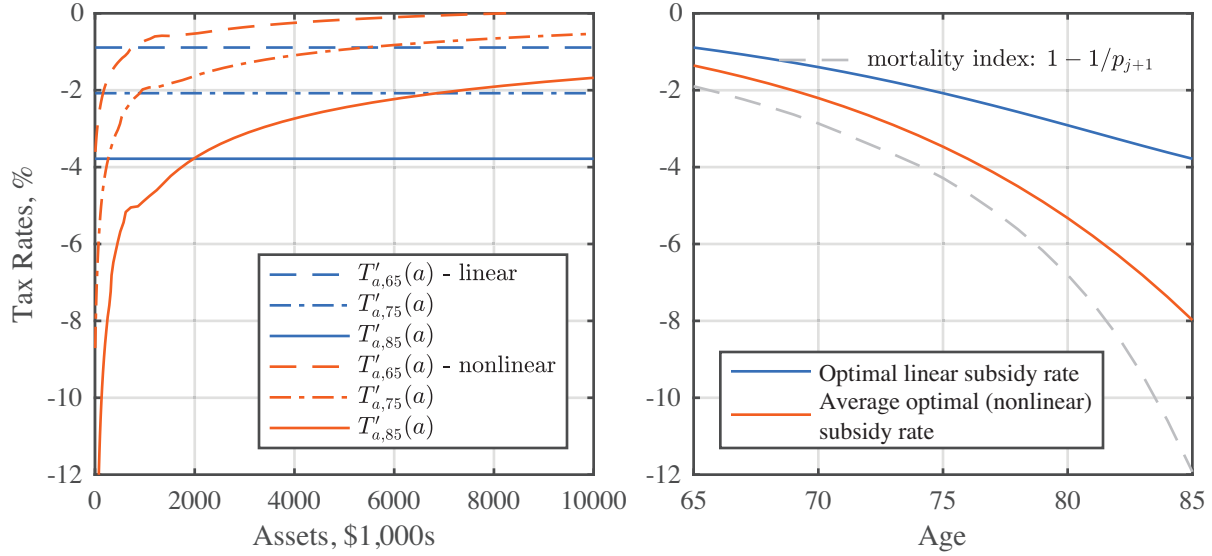 Tax Rates, %
0
-2
-4
-6
-8
-10
-12
T′a,65(a) - linear
T′a,75(a)
T′a,85(a)
T′a,65(a) - nonlinear
T′a,75(a)
T′a,85(a)
0 2000 4000 6000 8000 10000
Assets, $1,000s
0
-2
-4
-6
-8
-10
-12
mortality index: 1 − 1/pj+1
Optimal linear subsidy rate
Average optimal (nonlinear)
subsidy rate
65 70 75 80 85
Age